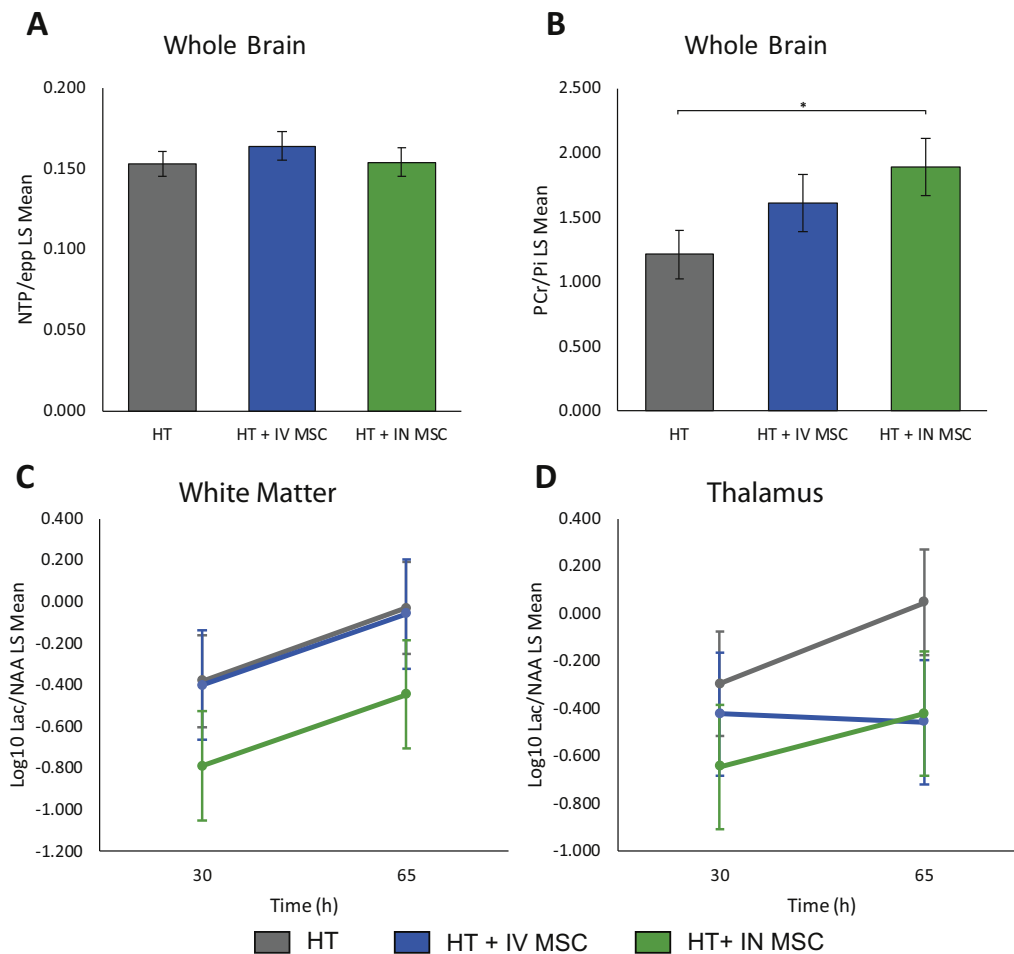 A
Whole Brain
NTP/epp LS Mean
0.200
0.150
0.100
0.050
0.000
HT
HT + IV MSC
HT + IN MSC
B
Whole Brain
PCr/Pi LS Mean
2.500
2.000
1.500
1.000
0.500
0.000
*
HT
HT + IV MSC
HT + IN MSC
C
White Matter
Log10 Lac/NAA LS Mean
0.400
0.200
0.000
-0.200
-0.400
-0.600
-0.800
-1.000
-1.200
30
65
Time (h)
D
Thalamus
Log10 Lac/NAA LS Mean
0.400
0.200
0.000
-0.200
-0.400
-0.600
-0.800
-1.000
30
65
Time (h)
HT
HT + IV MSC
HT+ IN MSC